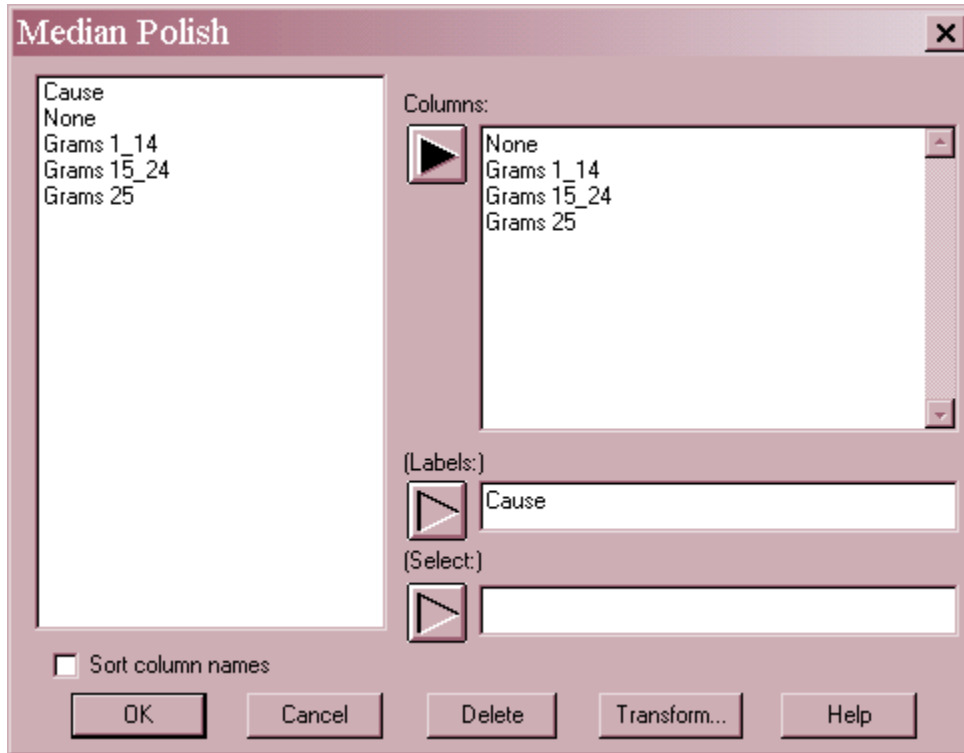 Median Polish
Cause
None
Grams 1_14
Grams 15_24
Grams 25
Columns:
None
Grams 1_14
Grams 15_24
Grams 25
(Labels:)
Cause
(Select:)
Sort column names
OK Cancel Delete Transform... Help